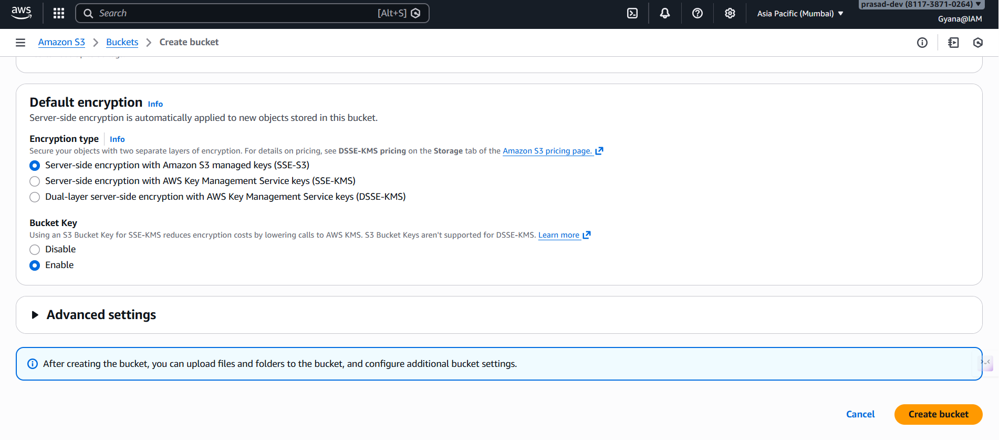 aws
Search [Alt+S]
Asia Pacific (Mumbai)
prasad-dev (8117-3871-0264)
Gyana@IAM
Amazon S3 > Buckets > Create bucket
Default encryption Info
Server-side encryption is automatically applied to new objects stored in this bucket.
Encryption type Info
Secure your objects with two separate layers of encryption. For details on pricing, see DSSE-KMS pricing on the Storage tab of the Amazon S3 pricing page.
Server-side encryption with Amazon S3 managed keys (SSE-S3)
Server-side encryption with AWS Key Management Service keys (SSE-KMS)
Dual-layer server-side encryption with AWS Key Management Service keys (DSSE-KMS)
Bucket Key
Using an S3 Bucket Key for SSE-KMS reduces encryption costs by lowering calls to AWS KMS. S3 Bucket Keys aren't supported for DSSE-KMS. Learn more
Disable
Enable
Advanced settings
After creating the bucket, you can upload files and folders to the bucket, and configure additional bucket settings.
Cancel
Create bucket